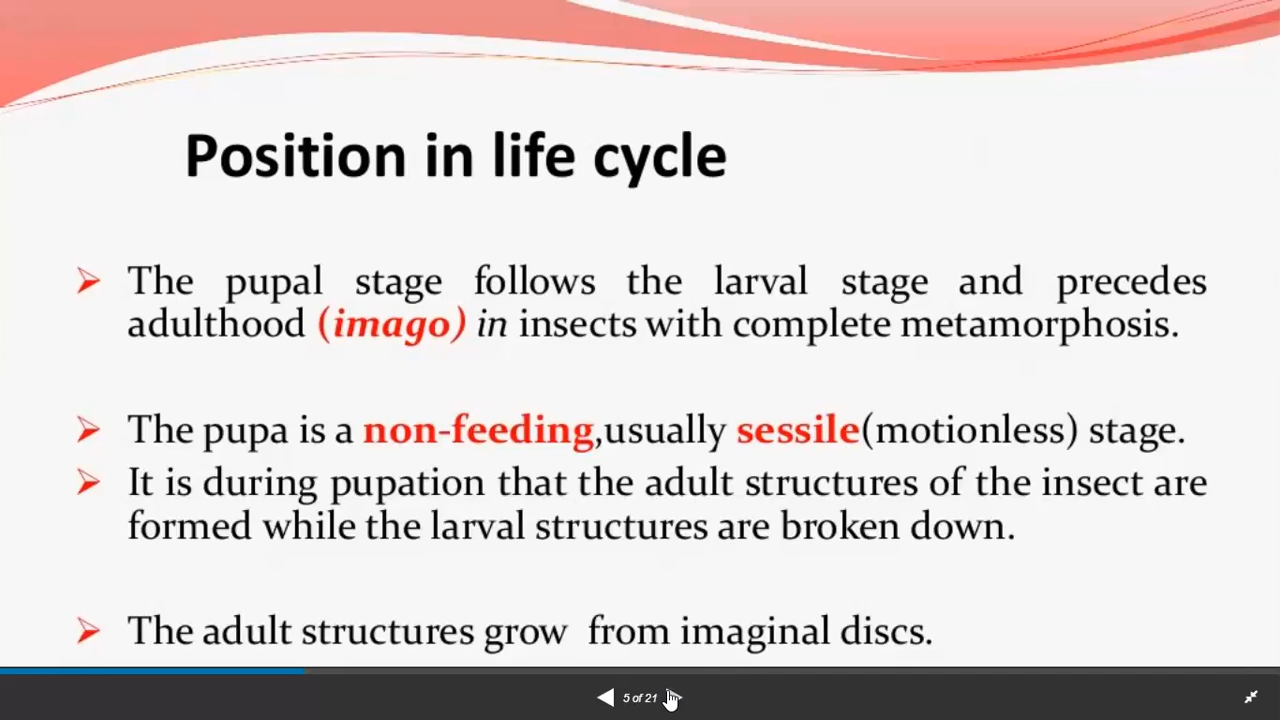 Position in life cycle
The pupal stage follows the larval stage and precedes
adulthood (imago) in insects with complete metamorphosis.
The pupa is a non-feeding,usually sessile(motionless) stage.
It is during pupation that the adult structures of the insect are
formed while the larval structures are broken down.
The adult structures grow from imaginal discs.
5 of 21